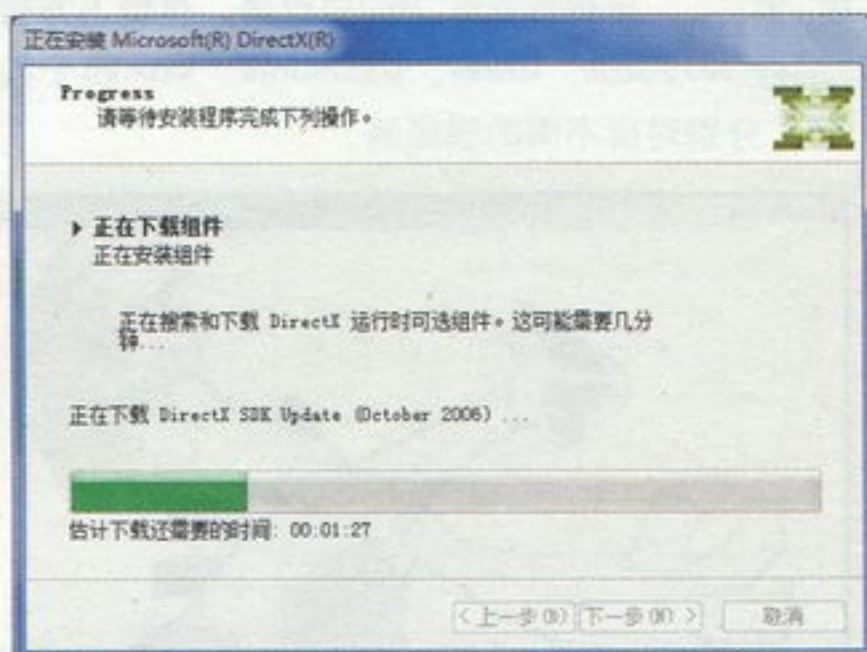 正在安装 Microsoft(R) DirectX(R)
Progress
请等待安装程序完成下列操作。
正在下载组件
正在安装组件
正在搜索和下载 DirectX 运行时可选组件。这可能需要几分
钟...
正在下载 DirectX SDK Update (October 2006) ...
估计下载还需要的时间: 00:01:27
< 上一步(B) 下一步(N) > 取消